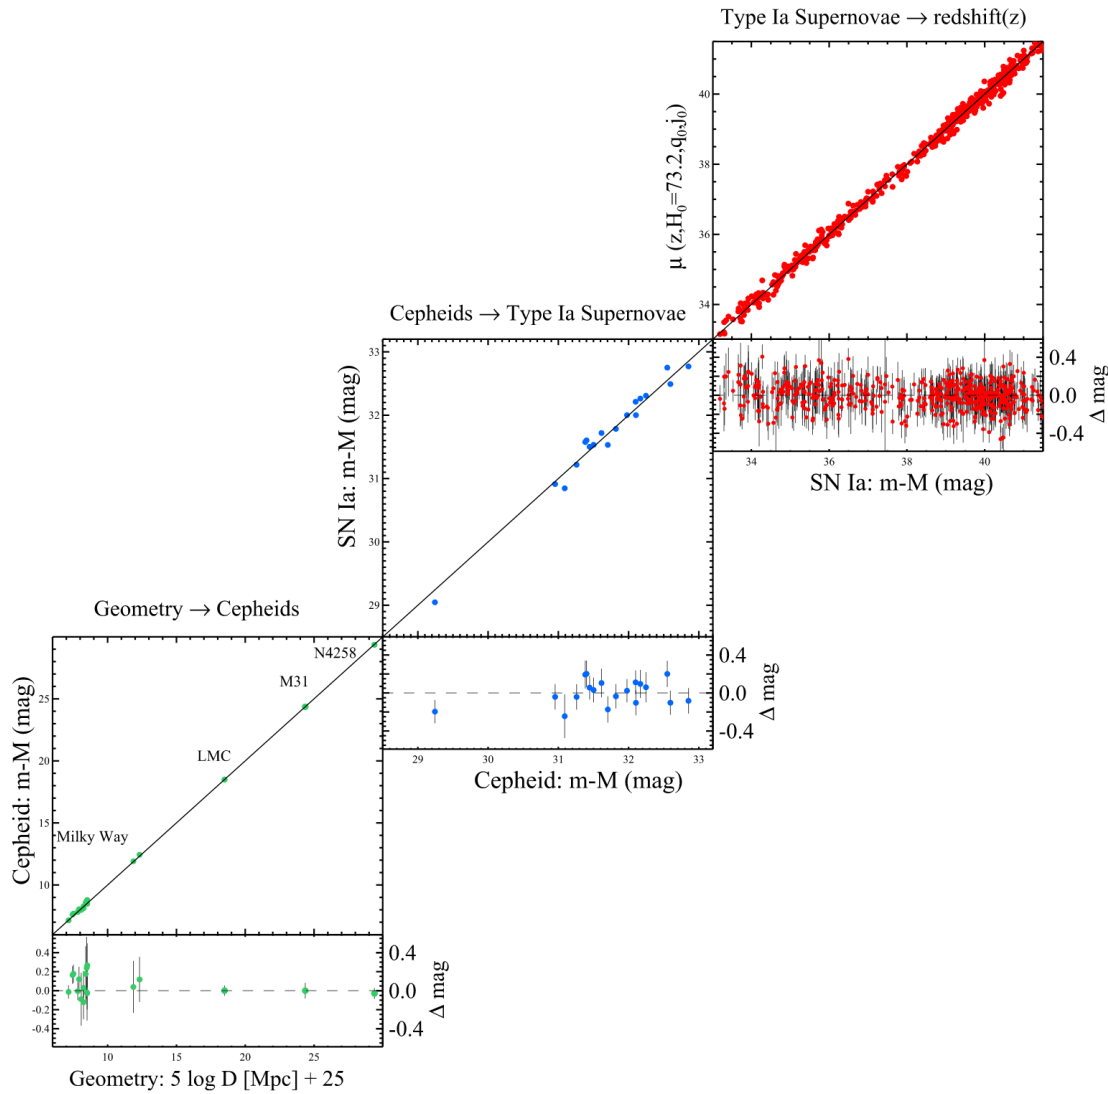 Type Ia Supernovae → redshift(z)
40
38
36
34
μ (z,H₀=73.2,q₀,j₀)
0.4
0.0
-0.4
Δ mag
34 36 38 40
SN Ia: m-M (mag)
Cepheids → Type Ia Supernovae
33
32
31
30
29
SN Ia: m-M (mag)
0.4
0.0
-0.4
Δ mag
29 30 31 32 33
Cepheid: m-M (mag)
Geometry → Cepheids
N4258
M31
LMC
Milky Way
25
20
15
10
Cepheid: m-M (mag)
0.4
0.2
0.0
-0.2
-0.4
0.4
0.0
-0.4
Δ mag
10 15 20 25
Geometry: 5 log D [Mpc] + 25